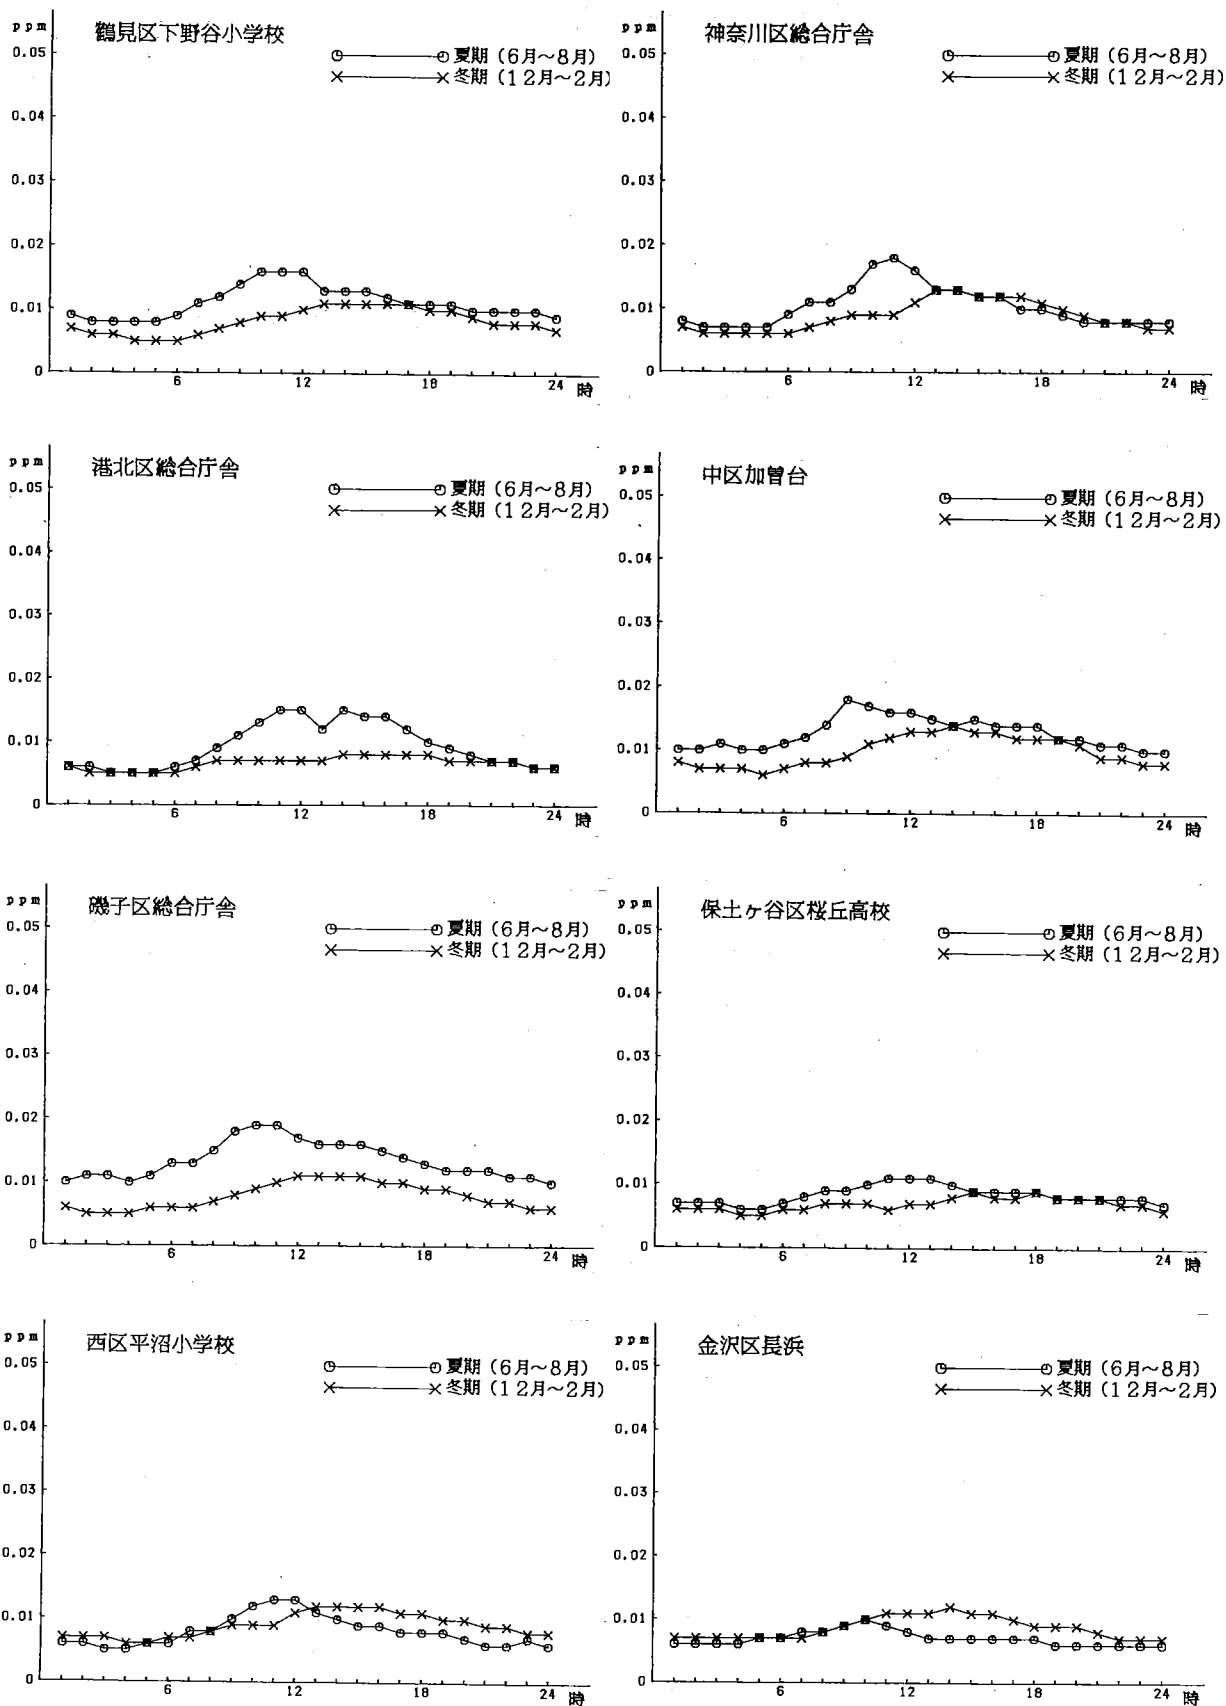 鶴見区下野谷小学校
ppm
0.05
0.04
0.03
0.02
0.01
0
6
12
18
24
時
夏期(6月～8月)
冬期(12月～2月)
神奈川区総合庁舎
ppm
0.05
0.04
0.03
0.02
0.01
0
6
12
18
24
時
夏期(6月～8月)
冬期(12月～2月)
港北区総合庁舎
ppm
0.05
0.04
0.03
0.02
0.01
0
6
12
18
24
時
夏期(6月～8月)
冬期(12月～2月)
中区加曽台
ppm
0.05
0.04
0.03
0.02
0.01
0
6
12
18
24
時
夏期(6月～8月)
冬期(12月～2月)
磯子区総合庁舎
ppm
0.05
0.04
0.03
0.02
0.01
0
6
12
18
24
時
夏期(6月～8月)
冬期(12月～2月)
保土ヶ谷区桜丘高校
ppm
0.05
0.04
0.03
0.02
0.01
0
6
12
18
24
時
夏期(6月～8月)
冬期(12月～2月)
西区平沼小学校
ppm
0.05
0.04
0.03
0.02
0.01
0
6
12
18
24
時
夏期(6月～8月)
冬期(12月～2月)
金沢区長浜
ppm
0.05
0.04
0.03
0.02
0.01
0
6
12
18
24
時
夏期(6月～8月)
冬期(12月～2月)